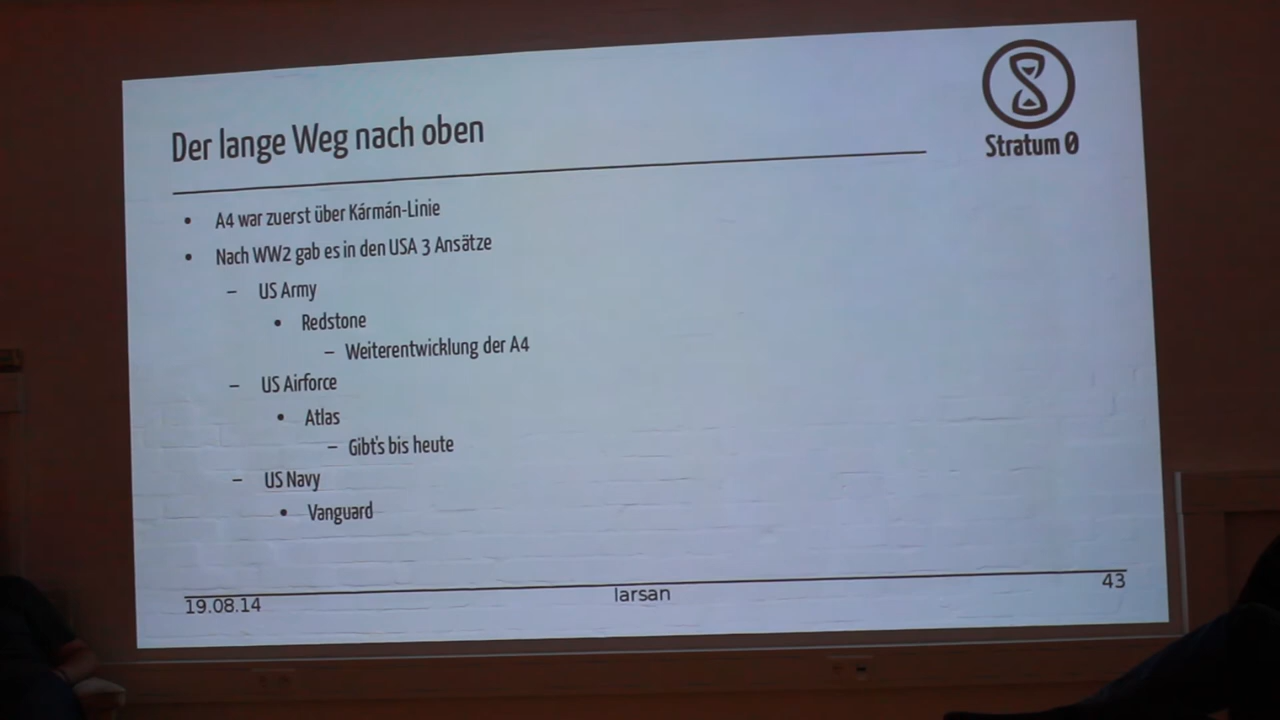 Der lange Weg nach oben
Stratum 0
• A4 war zuerst über Kármán-Linie
• Nach WW2 gab es in den USA 3 Ansätze
– US Army
• Redstone
– Weiterentwicklung der A4
– US Airforce
• Atlas
– Gibt's bis heute
– US Navy
• Vanguard
19.08.14
larsan
43